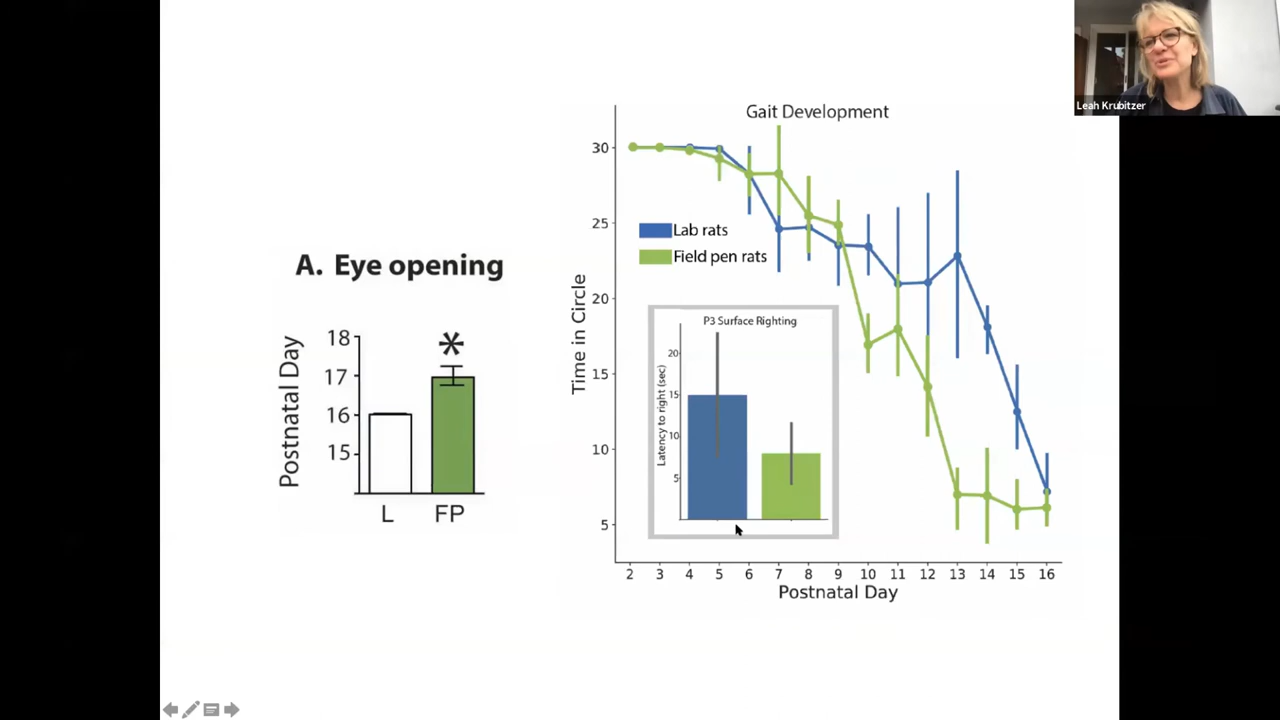 Leah Krubitzer
A. Eye opening
Postnatal Day
18
17
16
15
*
L
FP
Gait Development
Time in Circle
30
25
20
15
10
5
Lab rats
Field pen rats
P3 Surface Righting
Latency to right (sec)
20
15
10
5
2 3 4 5 6 7 8 9 10 11 12 13 14 15 16
Postnatal Day